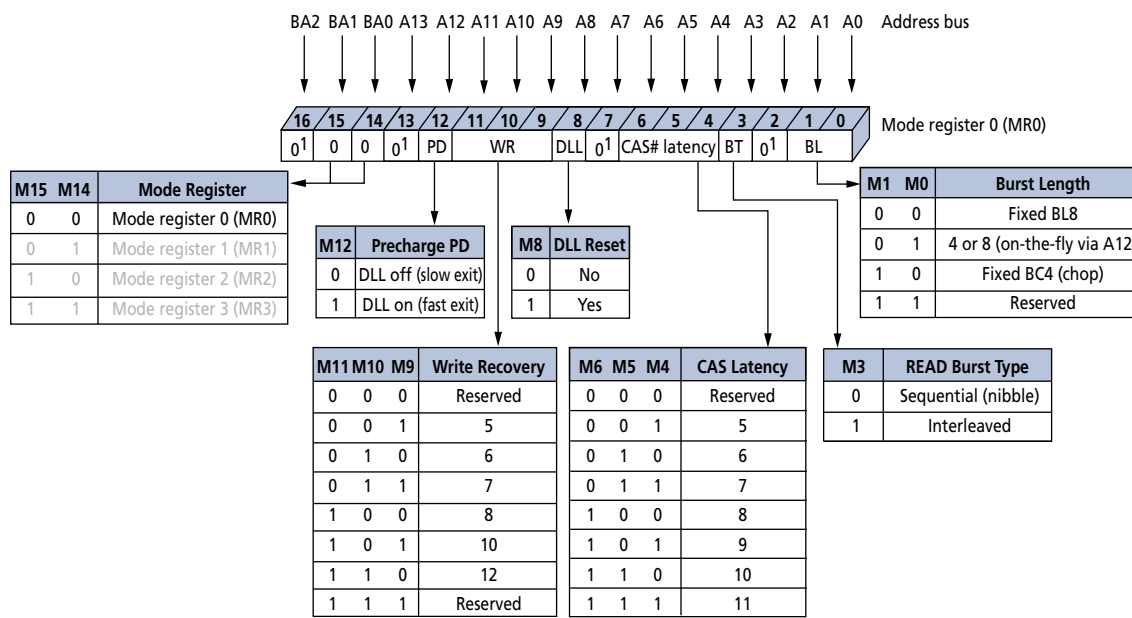 BA2 BA1 BA0 A13 A12 A11 A10 A9 A8 A7 A6 A5 A4 A3 A2 A1 A0 Address bus
16 15 14 13 12 11 10 9 8 7 6 5 4 3 2 1 0
Mode register 0 (MR0)
0¹ 0 0 0¹ PD WR DLL 0¹ CAS# latency BT 0¹ BL
M15 M14 Mode Register
0 0 Mode register 0 (MR0)
0 1 Mode register 1 (MR1)
1 0 Mode register 2 (MR2)
1 1 Mode register 3 (MR3)
M12 Precharge PD
0 DLL off (slow exit)
1 DLL on (fast exit)
M8 DLL Reset
0 No
1 Yes
M1 M0 Burst Length
0 0 Fixed BL8
0 1 4 or 8 (on-the-fly via A12
1 0 Fixed BC4 (chop)
1 1 Reserved
M11 M10 M9 Write Recovery
0 0 0 Reserved
0 0 1 5
0 1 0 6
0 1 1 7
1 0 0 8
1 0 1 10
1 1 0 12
1 1 1 Reserved
M6 M5 M4 CAS Latency
0 0 0 Reserved
0 0 1 5
0 1 0 6
0 1 1 7
1 0 0 8
1 0 1 9
1 1 0 10
1 1 1 11
M3 READ Burst Type
0 Sequential (nibble)
1 Interleaved